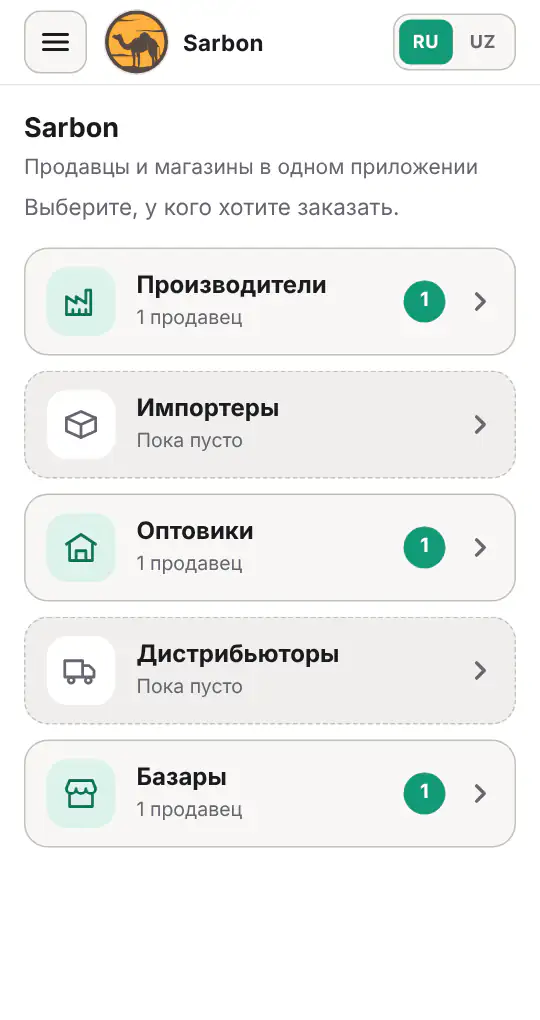 Sarbon
RU UZ
Sarbon
Продавцы и магазины в одном приложении
Выберите, у кого хотите заказать.
Производители
1 продавец
1
Импортеры
Пока пусто
Оптовики
1 продавец
1
Дистрибьюторы
Пока пусто
Базары
1 продавец
1